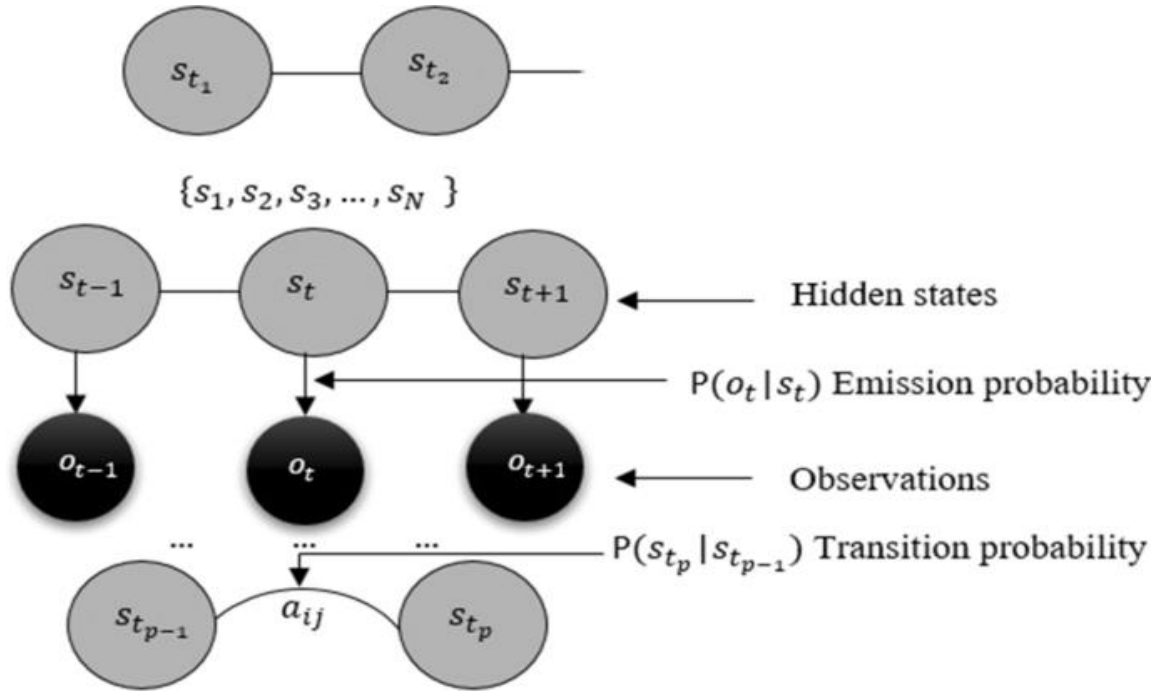 s_{t_1} s_{t_2}
{s_1, s_2, s_3, ..., s_N }
s_{t-1} s_t s_{t+1} Hidden states
P(o_t|s_t) Emission probability
o_{t-1} o_t o_{t+1} Observations
... ... ...
P(s_{t_p}|s_{t_{p-1}}) Transition probability
s_{t_{p-1}} a_{ij} s_{t_p}